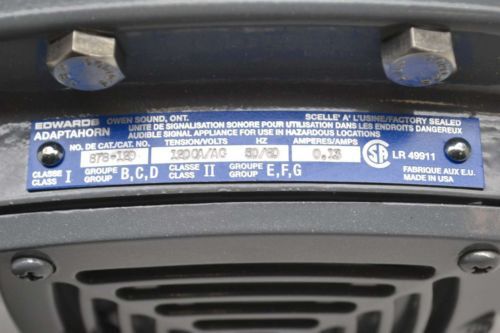 EDWARDS OWEN SOUND, ONT. SCELLE' A' L'USINE/FACTORY SEALED
ADAPTAHORN UNITE DE SIGNALISATION SONORE POUR UTILISATION DANS LES ENDROITS DANGEREUX
AUDIBLE SIGNAL APPLIANCE FOR USE IN HAZARDOUS LOCATIONS
NO. DE CAT./CAT. NO. TENSION/VOLTS HZ AMPERES/AMPS
878-120 120CA/AC 50/60 0.13 LR 49911
CLASSE I GROUPE B,C,D CLASSE II GROUPE E,F,G FABRIQUE AUX E.U.
CLASS GROUP CLASS GROUP MADE IN USA